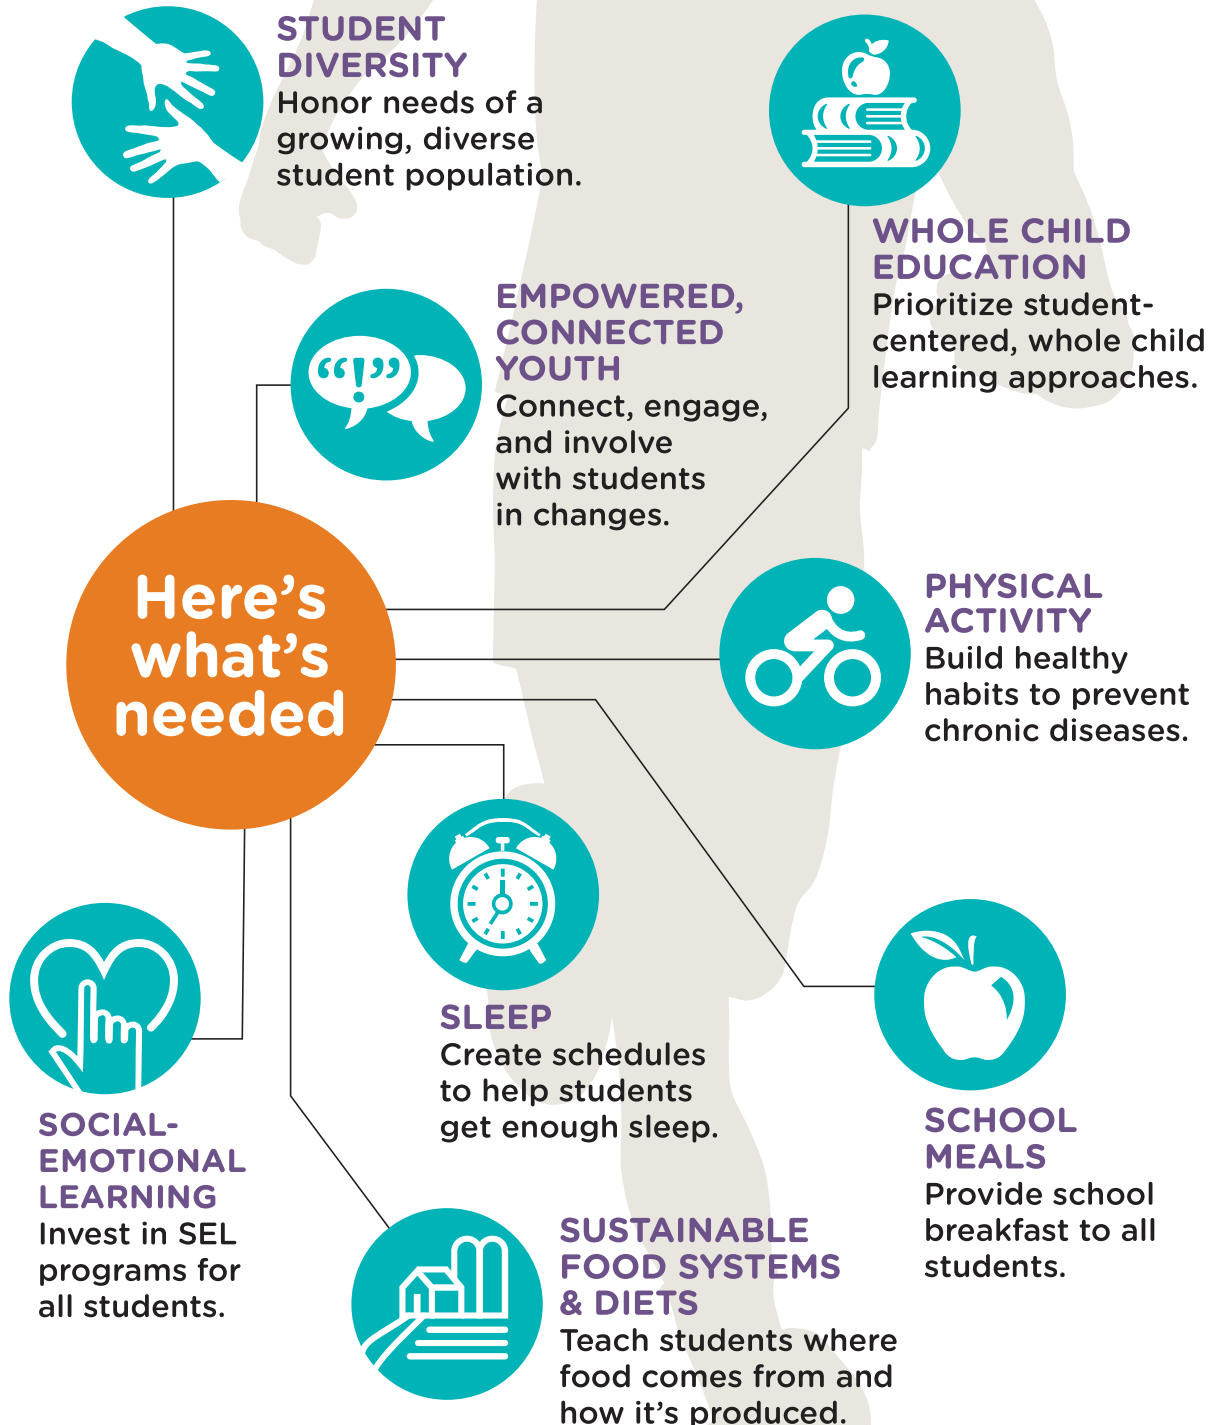 STUDENT
DIVERSITY
Honor needs of a
growing, diverse
student population.
WHOLE CHILD
EDUCATION
Prioritize student-
centered, whole child
learning approaches.
EMPOWERED,
CONNECTED
YOUTH
Connect, engage,
and involve
with students
in changes.
“!”
Here’s
what’s
needed
PHYSICAL
ACTIVITY
Build healthy
habits to prevent
chronic diseases.
SLEEP
Create schedules
to help students
get enough sleep.
SOCIAL-
EMOTIONAL
LEARNING
Invest in SEL
programs for
all students.
SCHOOL
MEALS
Provide school
breakfast to all
students.
SUSTAINABLE
FOOD SYSTEMS
& DIETS
Teach students where
food comes from and
how it’s produced.